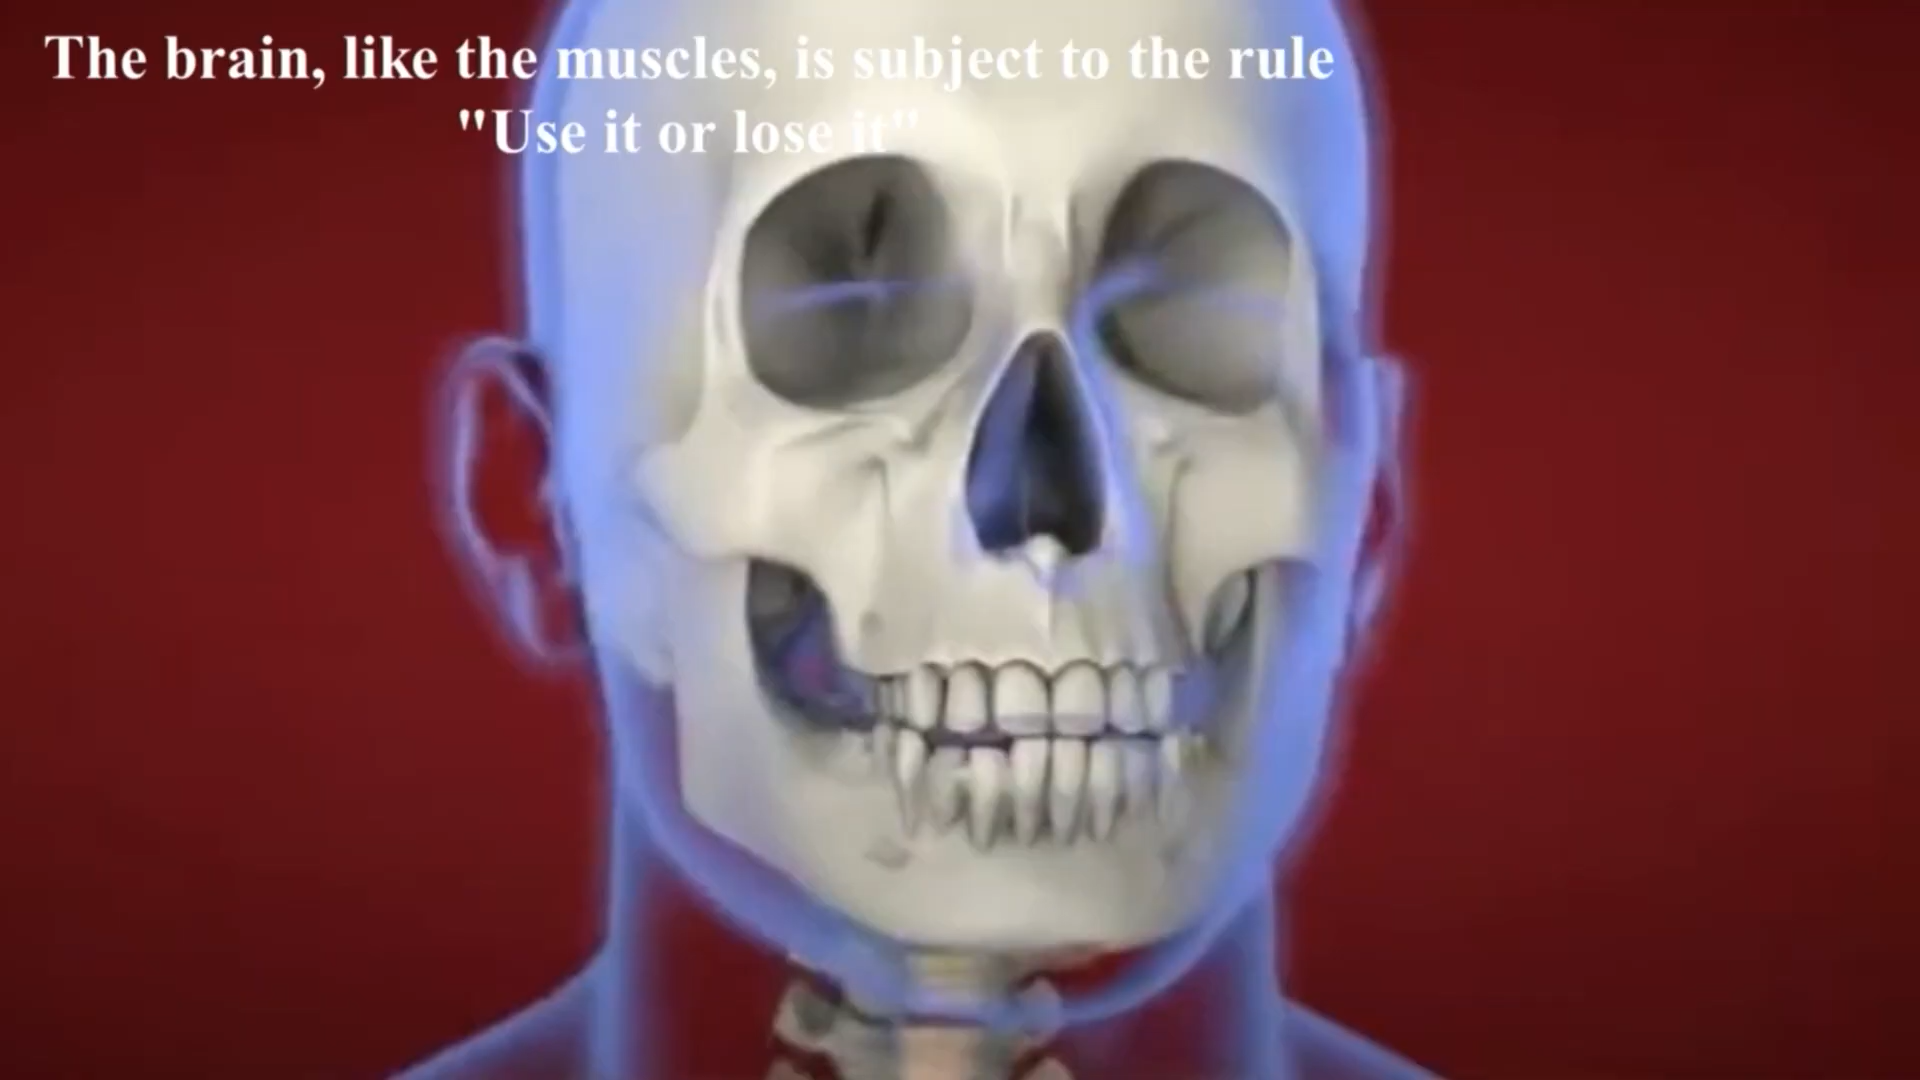 The brain, like the muscles, is subject to the rule
"Use it or lose it"